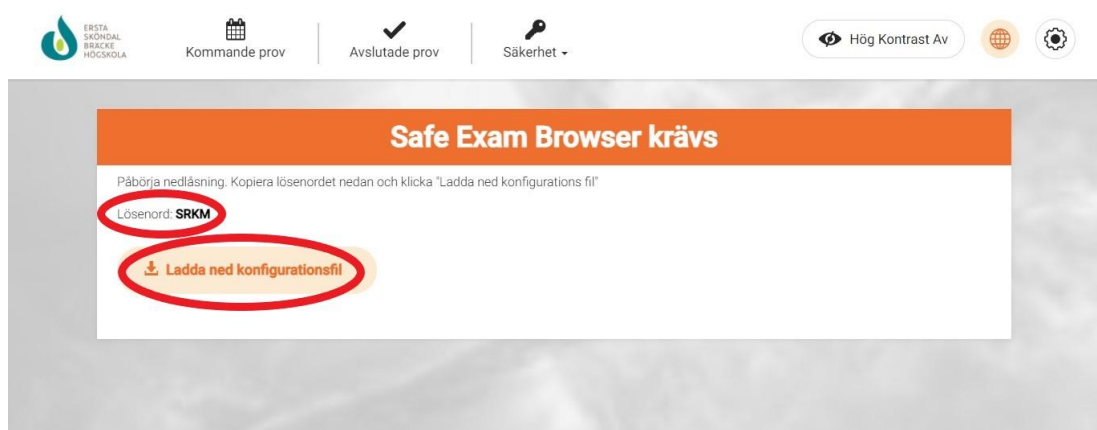 ERSTA
SKÖNDAL
BRÄCKE
HÖGSKOLA
Kommande prov
Avslutade prov
Säkerhet
Hög Kontrast Av
Safe Exam Browser krävs
Påbörja nedlåsning. Kopiera lösenordet nedan och klicka "Ladda ned konfigurations fil"
Lösenord: SRKM
Ladda ned konfigurationsfil